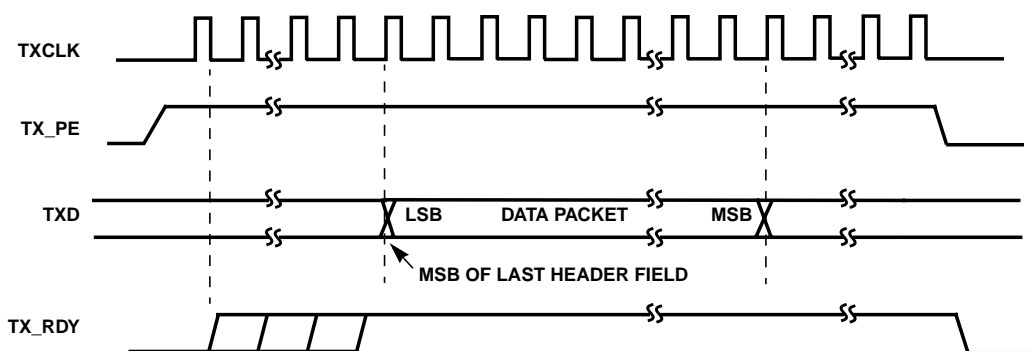 TXCLK
TX_PE
TXD
LSB DATA PACKET MSB
MSB OF LAST HEADER FIELD
TX_RDY